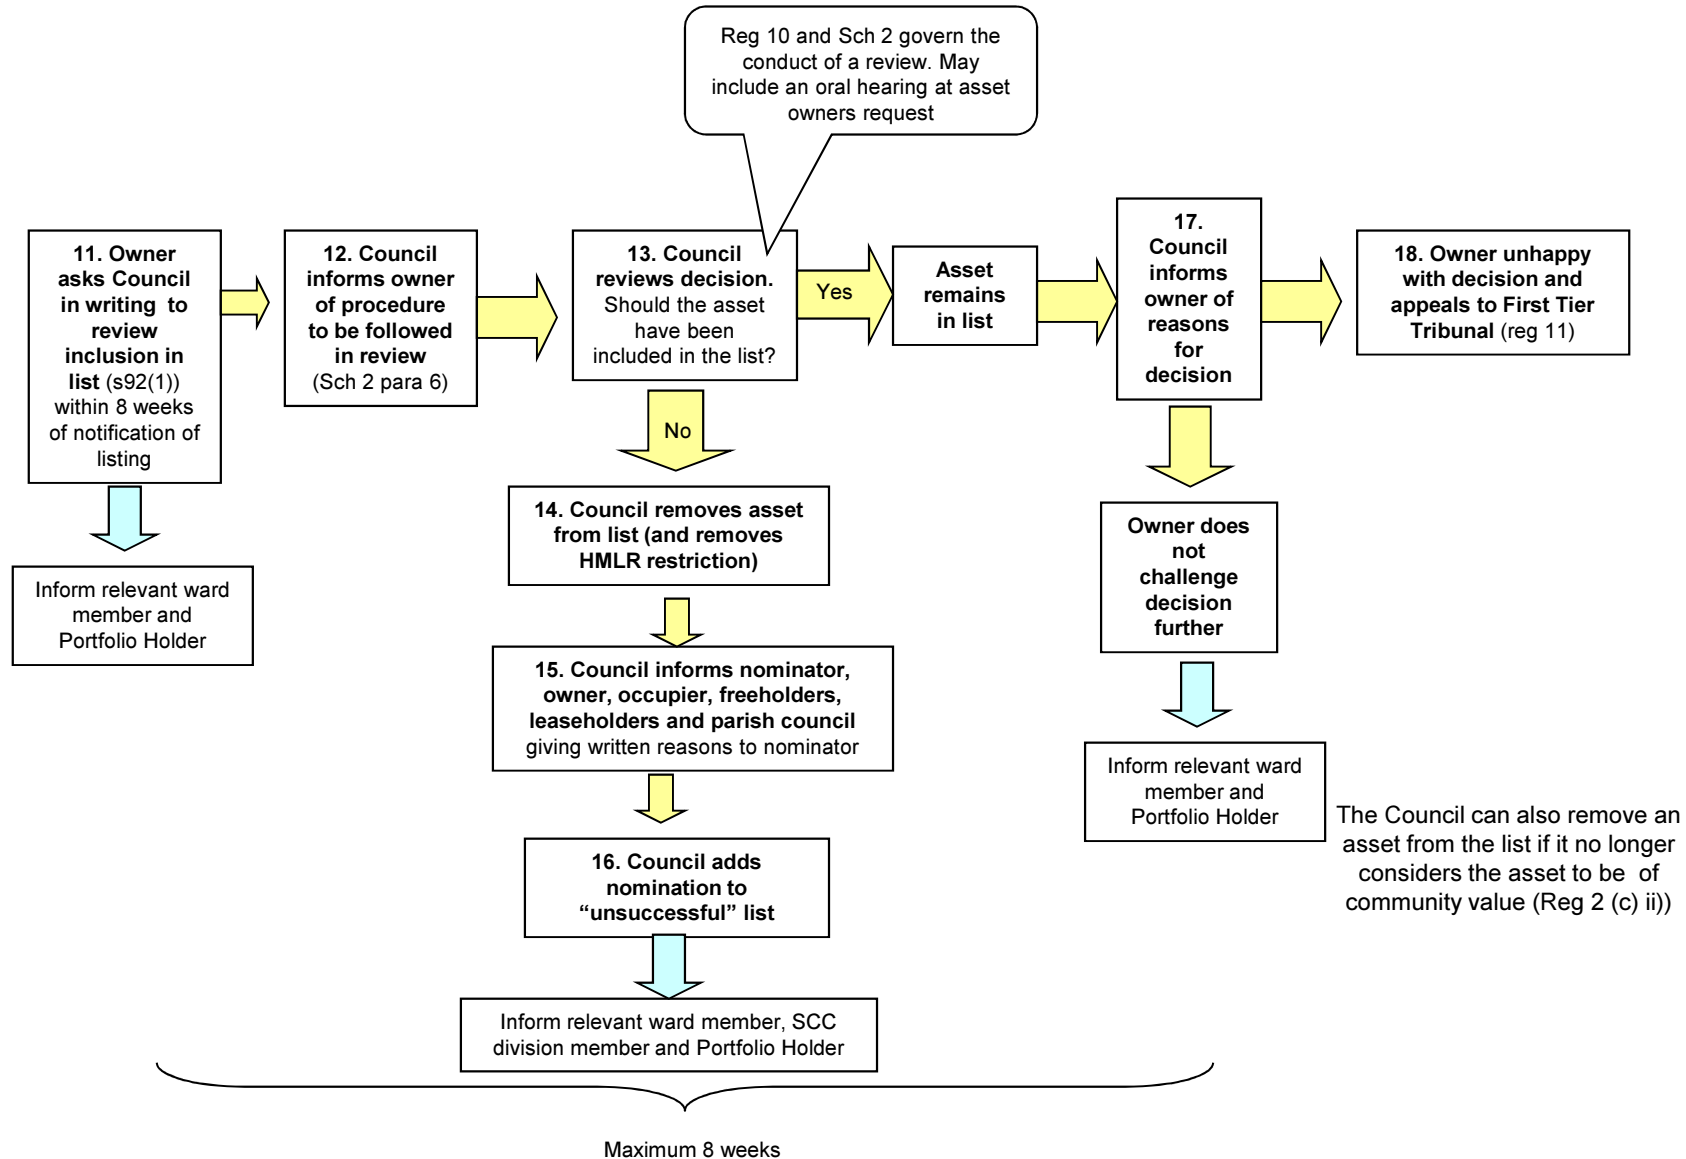 Reg 10 and Sch 2 govern the
conduct of a review. May
include an oral hearing at asset
owners request
11. Owner
asks Council
in writing  to
review
inclusion in
list (s92(1))
within 8 weeks
of notification of
listing
12. Council
informs owner
of procedure
to be followed
in review
(Sch 2 para 6)
13. Council
reviews decision.
Should the asset
have been
included in the list?
Yes
Asset
remains
in list
17.
Council
informs
owner of
reasons
for
decision
18. Owner unhappy
with decision and
appeals to First Tier
Tribunal (reg 11)
No
Inform relevant ward
member and
Portfolio Holder
14. Council removes asset
from list (and removes
HMLR restriction)
Owner does
not
challenge
decision
further
15. Council informs nominator,
owner, occupier, freeholders,
leaseholders and parish council
giving written reasons to nominator
Inform relevant ward
member and
Portfolio Holder
The Council can also remove an
asset from the list if it no longer
considers the asset to be  of
community value (Reg 2 (c) ii))
16. Council adds
nomination to
“unsuccessful” list
Inform relevant ward member, SCC
division member and Portfolio Holder
Maximum 8 weeks